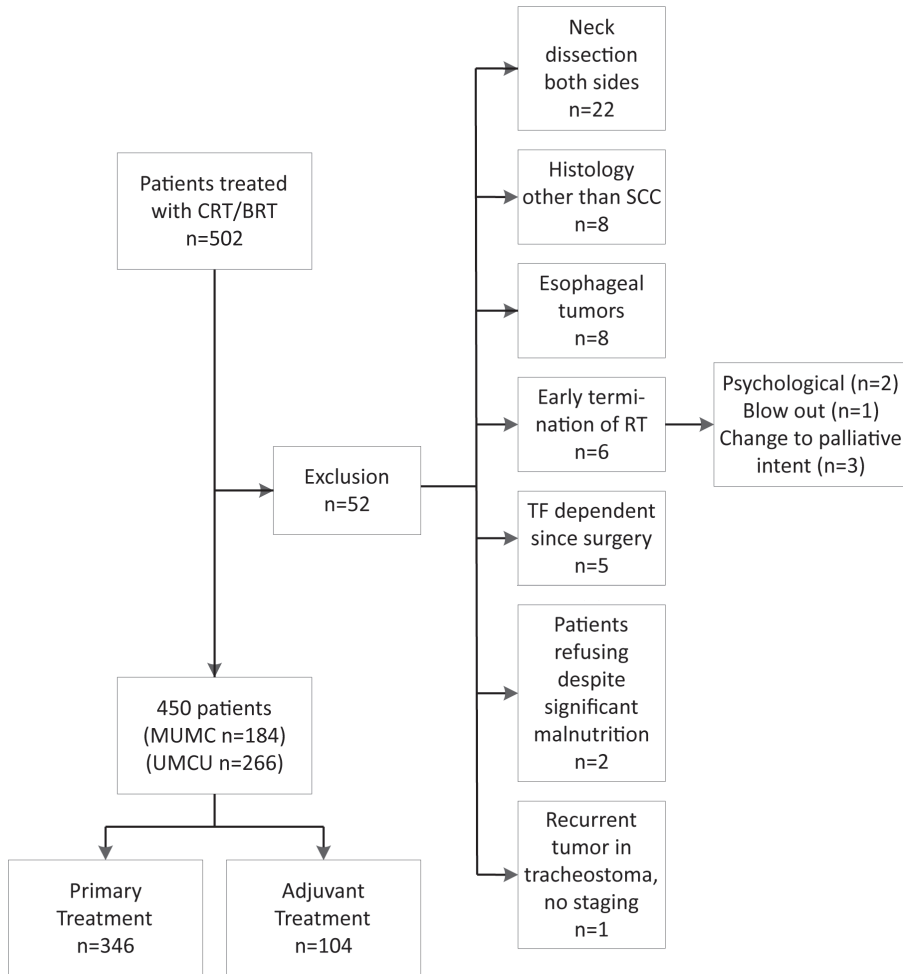 Patients treated
with CRT/BRT
n=502
Exclusion
n=52
450 patients
(MUMC n=184)
(UMCU n=266)
Primary
Treatment
n=346
Adjuvant
Treatment
n=104
Neck
dissection
both sides
n=22
Histology
other than SCC
n=8
Esophageal
tumors
n=8
Early termi-
nation of RT
n=6
Psychological (n=2)
Blow out (n=1)
Change to palliative
intent (n=3)
TF dependent
since surgery
n=5
Patients
refusing
despite
significant
malnutrition
n=2
Recurrent
tumor in
tracheostoma,
no staging
n=1